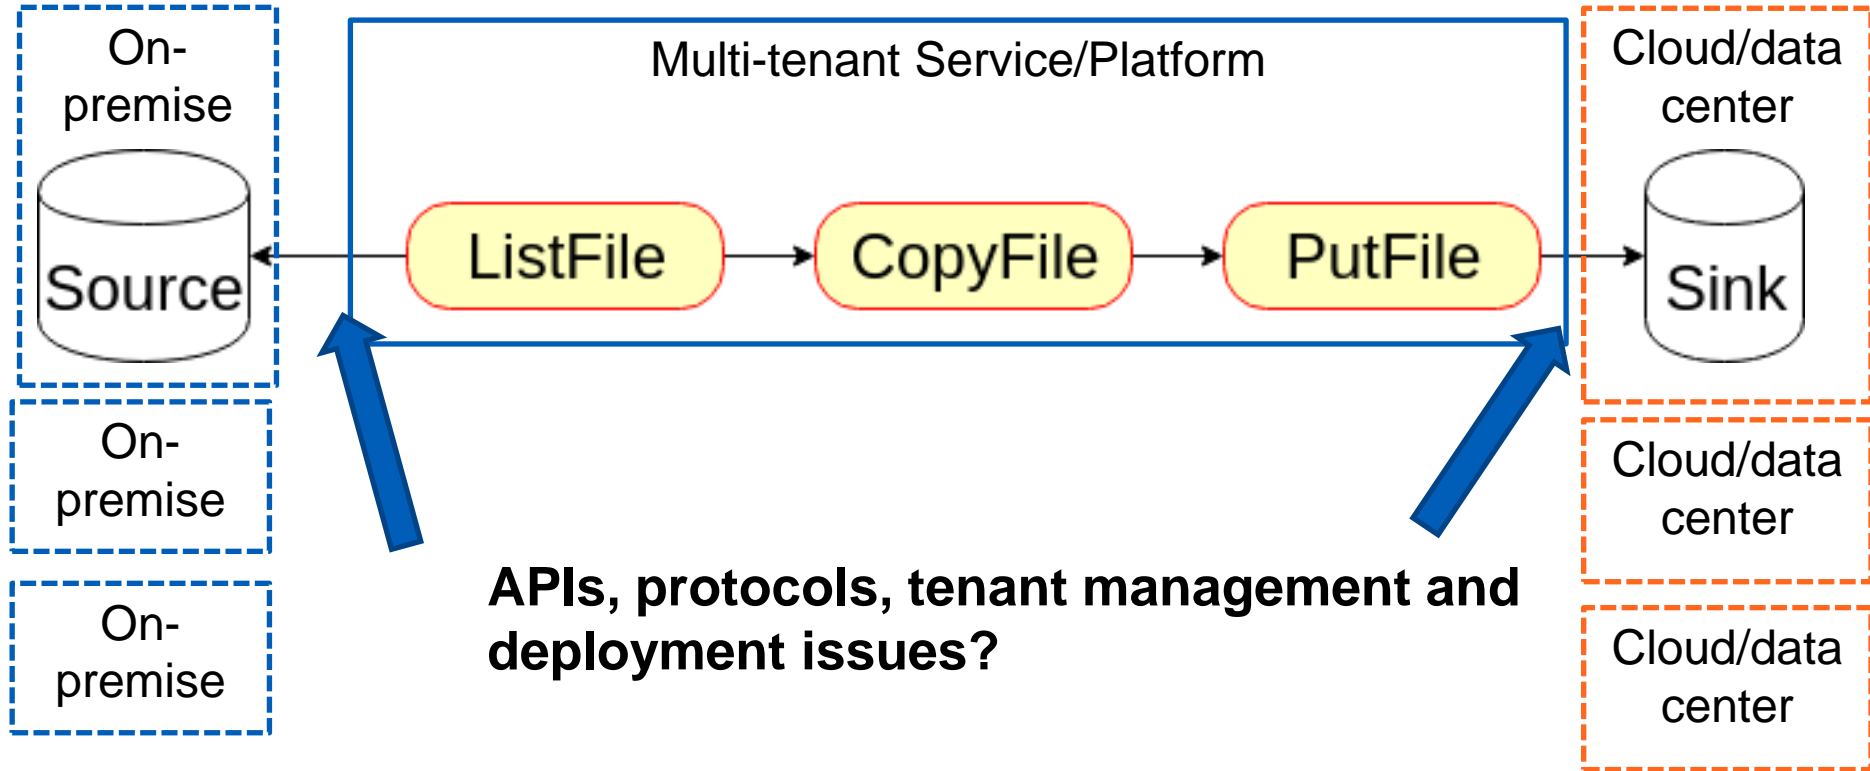 On-
premise
Multi-tenant Service/Platform
Cloud/data
center
Source
ListFile
CopyFile
PutFile
Sink
On-
premise
Cloud/data
center
APIs, protocols, tenant management and
deployment issues?
On-
premise
Cloud/data
center